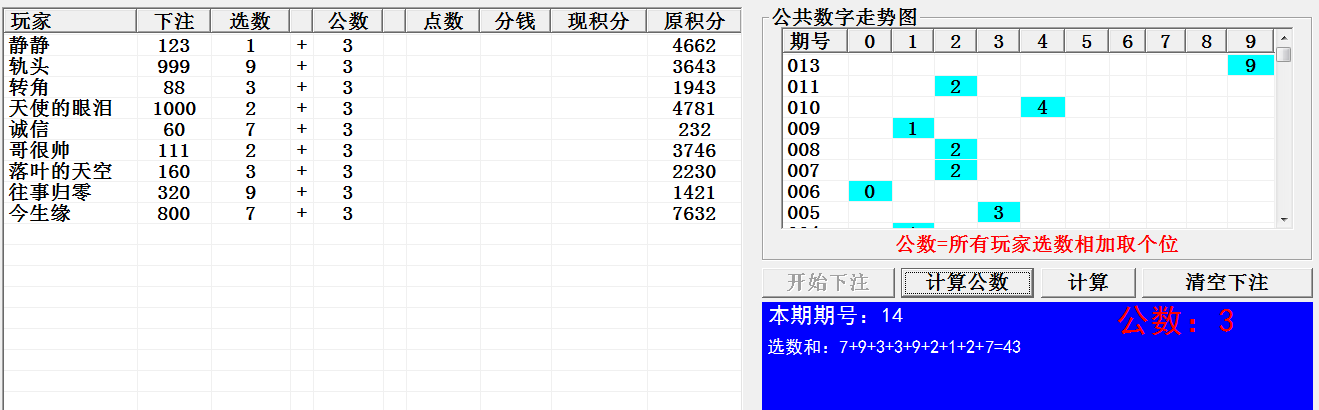 玩家 下注 选数 公数 点数 分钱 现积分 原积分
静静 123 1 + 3 4662
轨头 999 9 + 3 3643
转角 88 3 + 3 1943
天使的眼泪 1000 2 + 3 4781
诚信 60 7 + 3 232
哥很帅 111 2 + 3 3746
落叶的天空 160 3 + 3 2230
往事归零 320 9 + 3 1421
今生缘 800 7 + 3 7632
公共数字走势图
期号 0 1 2 3 4 5 6 7 8 9
013 9
011 2
010 4
009 1
008 2
007 2
006 0
005 3
公数=所有玩家选数相加取个位
开始下注 计算公数 计算 清空下注
本期期号：14 公数：3
选数和：7+9+3+3+9+2+1+2+7=43